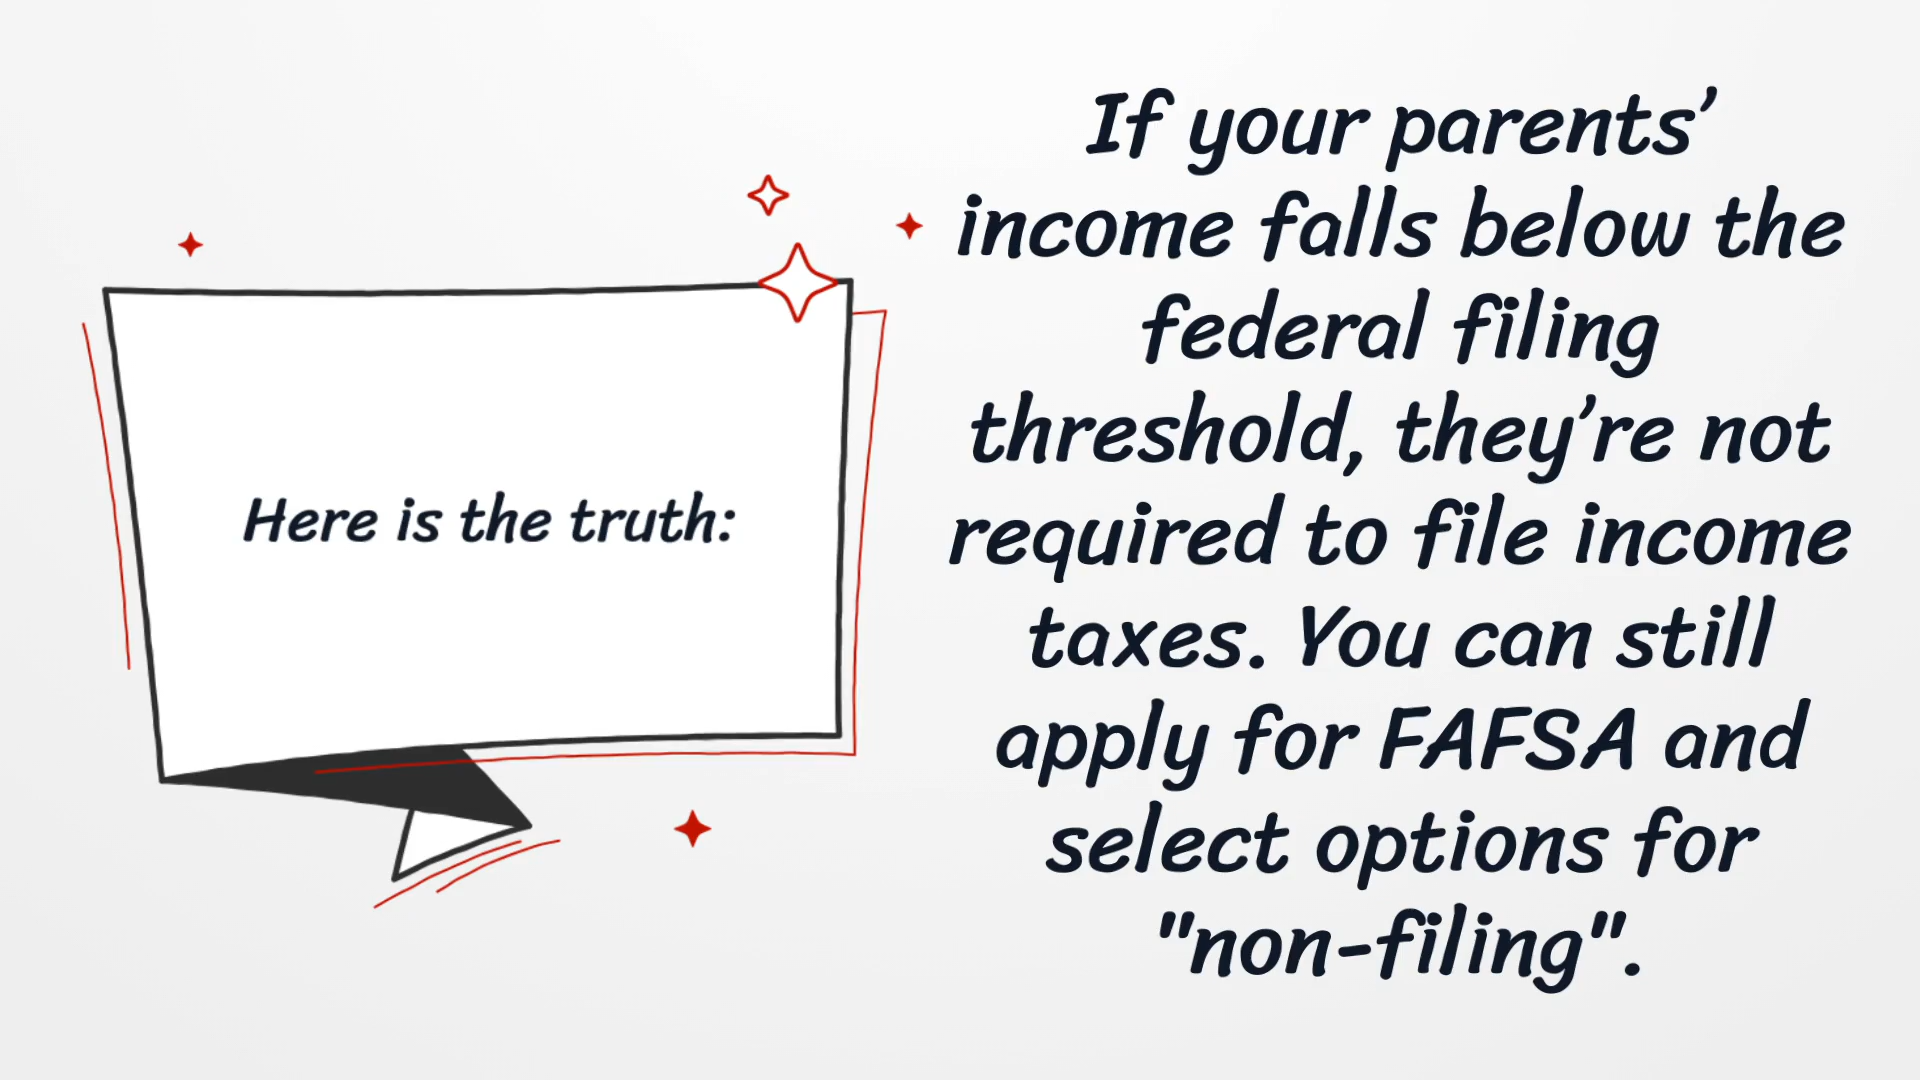 Here is the truth:
If your parents’
income falls below the
federal filing
threshold, they’re not
required to file income
taxes. You can still
apply for FAFSA and
select options for
"non-filing".